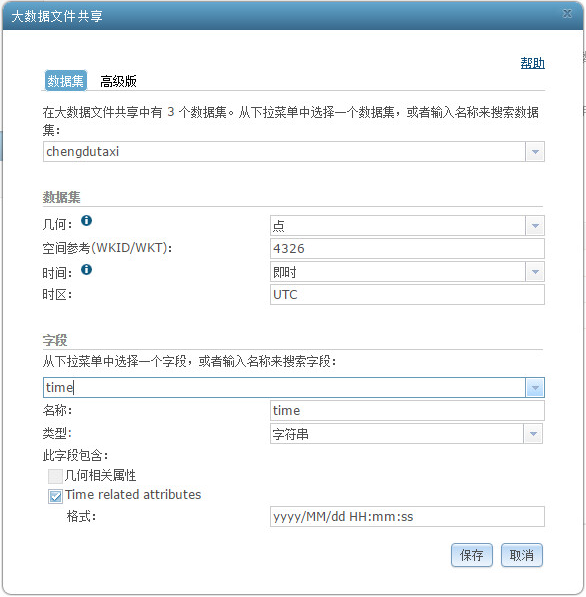 大数据文件共享
帮助
数据集 高级版
在大数据文件共享中有 3 个数据集。从下拉菜单中选择一个数据集，或者输入名称来搜索数据
集：
chengdutaxi
数据集
几何： 点
空间参考(WKID/WKT)： 4326
时间： 即时
时区： UTC
字段
从下拉菜单中选择一个字段，或者输入名称来搜索字段：
time
名称： time
类型： 字符串
此字段包含：
几何相关属性
Time related attributes
格式： yyyy/MM/dd HH:mm:ss
保存 取消